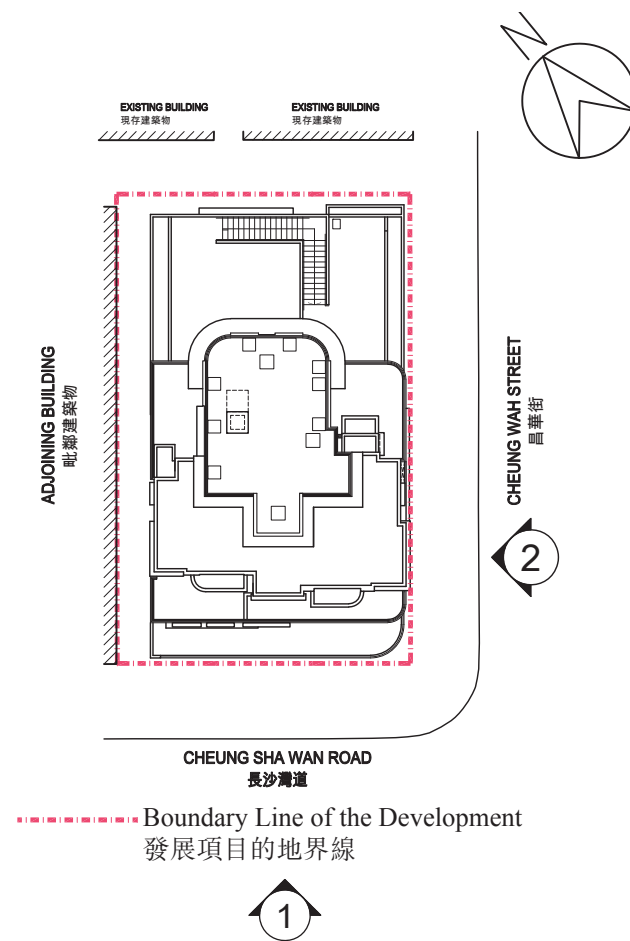 N
EXISTING BUILDING
現存建築物
EXISTING BUILDING
現存建築物
ADJOINING BUILDING
毗鄰建築物
CHEUNG WAH STREET
昌華街
2
CHEUNG SHA WAN ROAD
長沙灣道
Boundary Line of the Development
發展項目的地界線
1